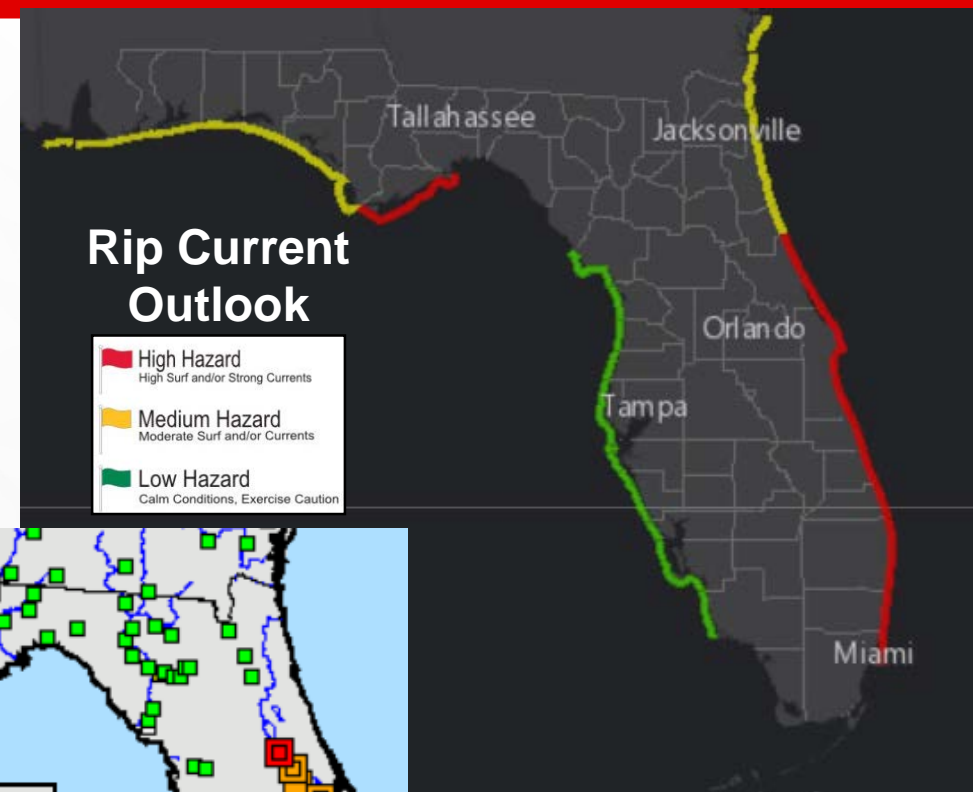 Tallahassee
Jacksonville
Rip Current
Outlook
High Hazard
High Surf and/or Strong Currents
Medium Hazard
Moderate Surf and/or Currents
Low Hazard
Calm Conditions, Exercise Caution
Orlando
Tampa
Miami